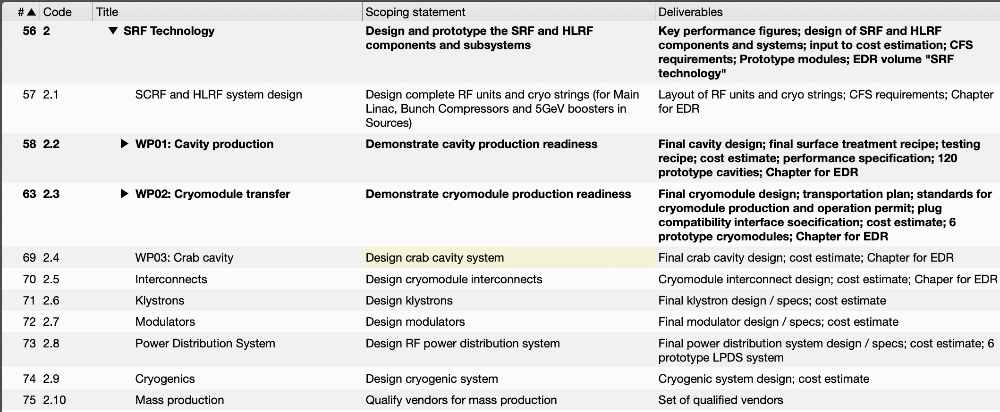 # ▲ Code Title Scoping statement Deliverables
56 2 ▼ SRF Technology Design and prototype the SRF and HLRF Key performance figures; design of SRF and HLRF
components and subsystems components and systems; input to cost estimation; CFS
requirements; Prototype modules; EDR volume "SRF
technology"
57 2.1 SCRF and HLRF system design Design complete RF units and cryo strings (for Main Layout of RF units and cryo strings; CFS requirements; Chapter
Linac, Bunch Compressors and 5GeV boosters in for EDR
Sources)
58 2.2 ▶ WP01: Cavity production Demonstrate cavity production readiness Final cavity design; final surface treatment recipe; testing
recipe; cost estimate; performance specification; 120
prototype cavities; Chapter for EDR
63 2.3 ▶ WP02: Cryomodule transfer Demonstrate cryomodule production readiness Final cryomodule design; transportation plan; standards for
cryomodule production and operation permit; plug
compatibility interface soecification; cost estimate; 6
prototype cryomodules; Chapter for EDR
69 2.4 WP03: Crab cavity Design crab cavity system Final crab cavity design; cost estimate; Chapter for EDR
70 2.5 Interconnects Design cryomodule interconnects Cryomodule interconnect design; cost estimate; Chaper for EDR
71 2.6 Klystrons Design klystrons Final klystron design / specs; cost estimate
72 2.7 Modulators Design modulators Final modulator design / specs; cost estimate
73 2.8 Power Distribution System Design RF power distribution system Final power distribution system design / specs; cost estimate; 6
prototype LPDS system
74 2.9 Cryogenics Design cryogenic system Cryogenic system design; cost estimate
75 2.10 Mass production Qualify vendors for mass production Set of qualified vendors